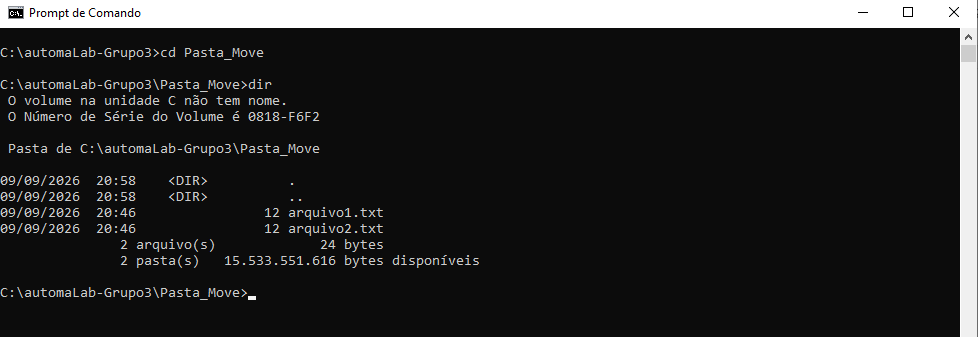 Prompt de Comando
C:\automaLab-Grupo3>cd Pasta_Move
C:\automaLab-Grupo3\Pasta_Move>dir
 O volume na unidade C não tem nome.
 O Número de Série do Volume é 0818-F6F2
 Pasta de C:\automaLab-Grupo3\Pasta_Move
09/09/2026  20:58    <DIR>          .
09/09/2026  20:58    <DIR>          ..
09/09/2026  20:46                12 arquivo1.txt
09/09/2026  20:46                12 arquivo2.txt
               2 arquivo(s)             24 bytes
               2 pasta(s)   15.533.551.616 bytes disponíveis
C:\automaLab-Grupo3\Pasta_Move>